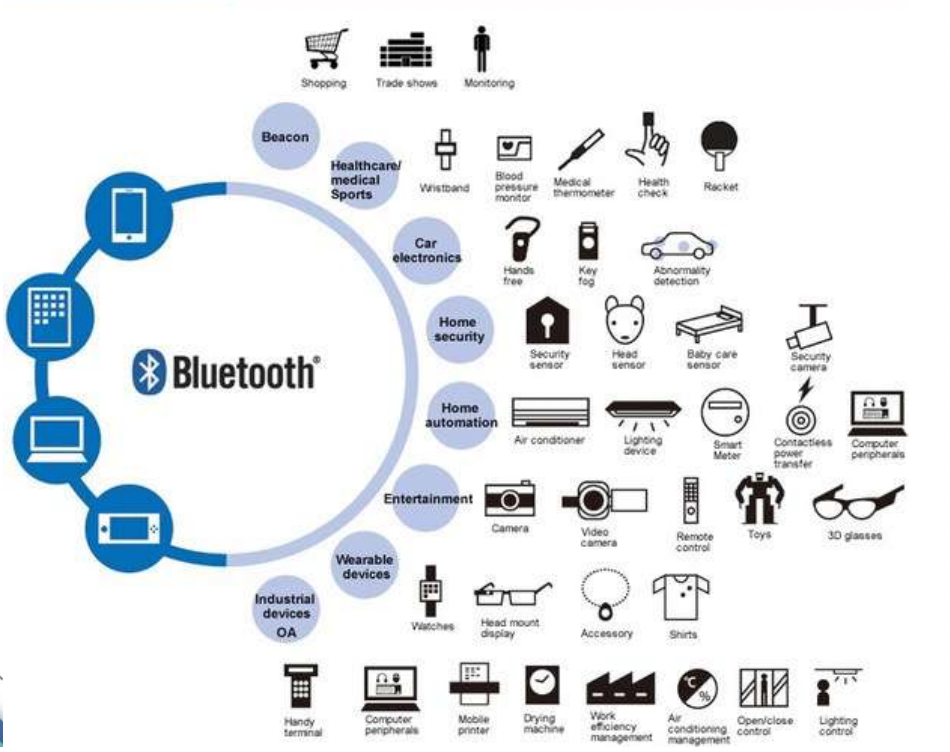 Shopping
Trade shows
Monitoring
Beacon
Healthcare/
medical
Sports
Wristband
Blood
pressure
monitor
Medical
thermometer
Health
check
Racket
Car
electronics
Hands
free
Key
fog
Abnormality
detection
Home
security
Security
sensor
Head
sensor
Baby care
sensor
Security
camera
Bluetooth®
Home
automation
Air conditioner
Lighting
device
Smart
Meter
Contactless
power
transfer
Computer
peripherals
Entertainment
Camera
Video
camera
Remote
control
Toys
3D glasses
Wearable
devices
Watches
Head mount
display
Accessory
Shirts
Industrial
devices
OA
Handy
terminal
Computer
peripherals
Mobile
printer
Drying
machine
Work
efficiency
management
°C
%
Air
conditioning
management
Open/close
control
Lighting
control